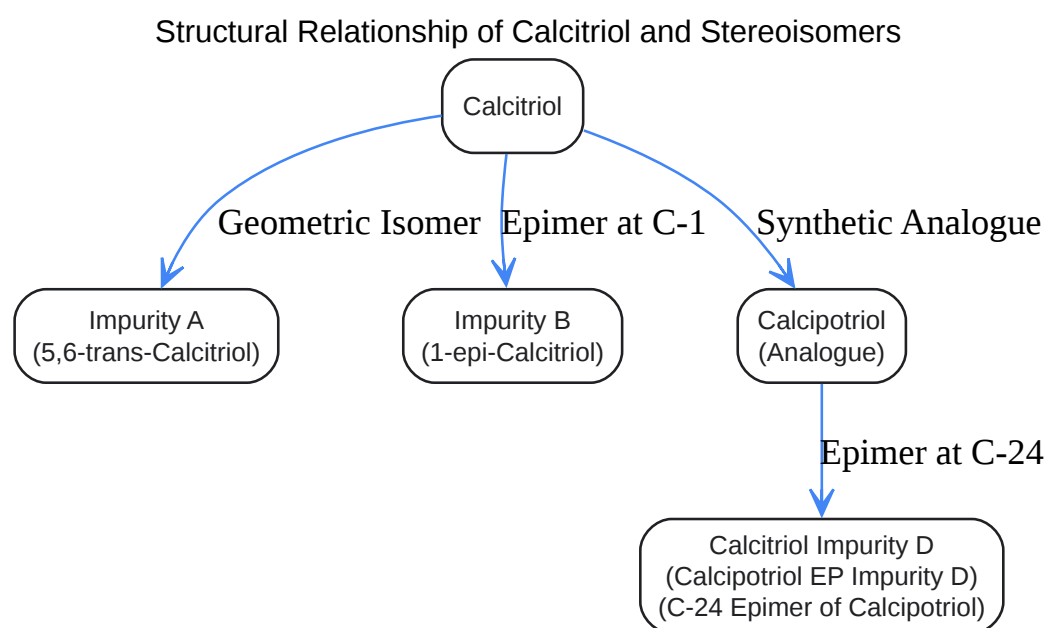 Structural Relationship of Calcitriol and Stereoisomers
Calcitriol
Geometric Isomer
Epimer at C-1
Synthetic Analogue
Impurity A
(5,6-trans-Calcitriol)
Impurity B
(1-epi-Calcitriol)
Calcipotriol
(Analogue)
Epimer at C-24
Calcitriol Impurity D
(Calcipotriol EP Impurity D)
(C-24 Epimer of Calcipotriol)